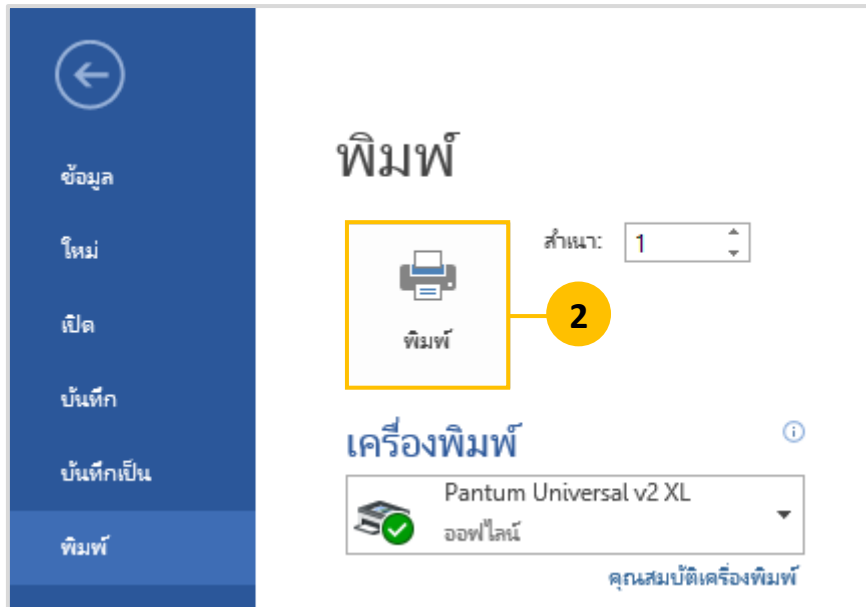 ข้อมูล
ใหม่
เปิด
บันทึก
บันทึกเป็น
พิมพ์
พิมพ์
พิมพ์
สำเนา: 1
2
เครื่องพิมพ์
Pantum Universal v2 XL
ออฟไลน์
คุณสมบัติเครื่องพิมพ์